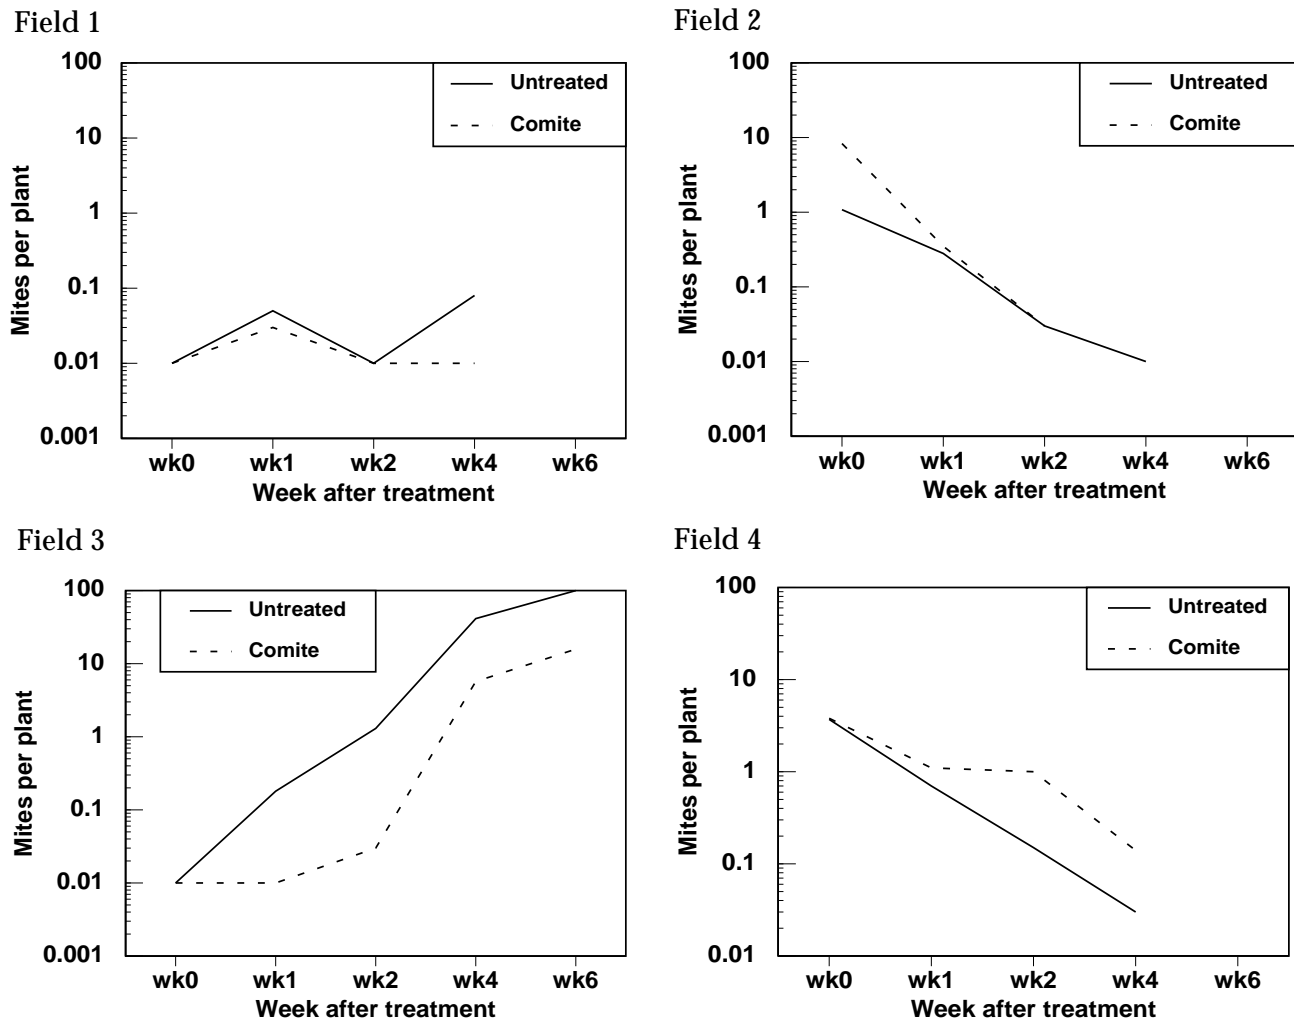 Field 1
100
10
1
0.1
0.01
0.001
Mites per plant
Untreated
Comite
wk0 wk1 wk2 wk4 wk6
Week after treatment
Field 2
100
10
1
0.1
0.01
0.001
Mites per plant
Untreated
Comite
wk0 wk1 wk2 wk4 wk6
Week after treatment
Field 3
100
10
1
0.1
0.01
0.001
Mites per plant
Untreated
Comite
wk0 wk1 wk2 wk4 wk6
Week after treatment
Field 4
100
10
1
0.1
0.01
Mites per plant
Untreated
Comite
wk0 wk1 wk2 wk4 wk6
Week after treatment